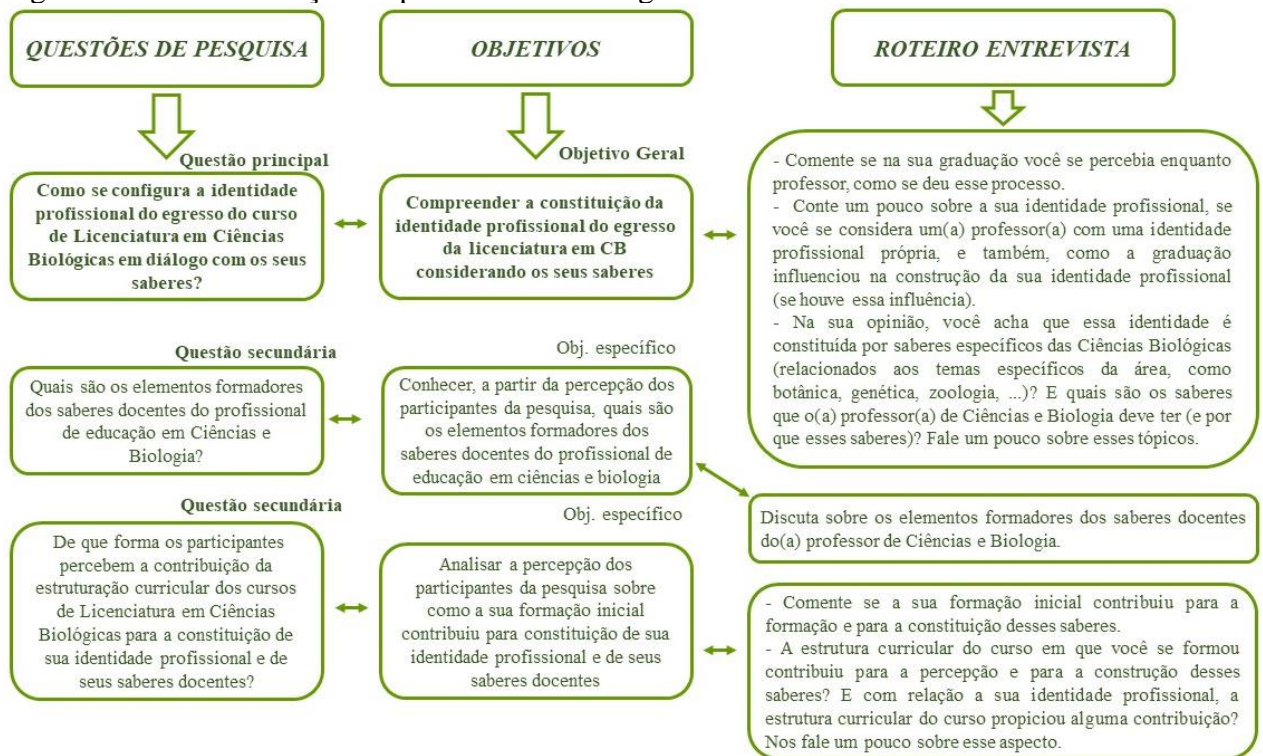 QUESTÕES DE PESQUISA
OBJETIVOS
ROTEIRO ENTREVISTA
Questão principal
Como se configura a identidade
profissional do egresso do curso
de Licenciatura em Ciências
Biológicas em diálogo com os seus
saberes?
Objetivo Geral
Compreender a constituição da
identidade profissional do egresso
da licenciatura em CB
considerando os seus saberes
- Comente se na sua graduação você se percebia enquanto
professor, como se deu esse processo.
- Conte um pouco sobre a sua identidade profissional, se
você se considera um(a) professor(a) com uma identidade
profissional própria, e também, como a graduação
influenciou na construção da sua identidade profissional
(se houve essa influência).
- Na sua opinião, você acha que essa identidade é
constituída por saberes específicos das Ciências Biológicas
(relacionados aos temas específicos da área, como
botânica, genética, zoologia, ...)? E quais são os saberes
que o(a) professor(a) de Ciências e Biologia deve ter (e por
que esses saberes)? Fale um pouco sobre esses tópicos.
Questão secundária
Quais são os elementos formadores
dos saberes docentes do profissional
de educação em Ciências e
Biologia?
Obj. específico
Conhecer, a partir da percepção dos
participantes da pesquisa, quais são
os elementos formadores dos
saberes docentes do profissional de
educação em ciências e biologia
Discuta sobre os elementos formadores dos saberes docentes
do(a) professor de Ciências e Biologia.
Questão secundária
De que forma os participantes
percebem a contribuição da
estruturação curricular dos cursos
de Licenciatura em Ciências
Biológicas para a constituição de
sua identidade profissional e de
seus saberes docentes?
Obj. específico
Analisar a percepção dos
participantes da pesquisa sobre
como a sua formação inicial
contribuiu para constituição de sua
identidade profissional e de seus
saberes docentes
- Comente se a sua formação inicial contribuiu para a
formação e para a constituição desses saberes.
- A estrutura curricular do curso em que você se formou
contribuiu para a percepção e para a construção desses
saberes? E com relação a sua identidade profissional, a
estrutura curricular do curso propiciou alguma contribuição?
Nos fale um pouco sobre esse aspecto.